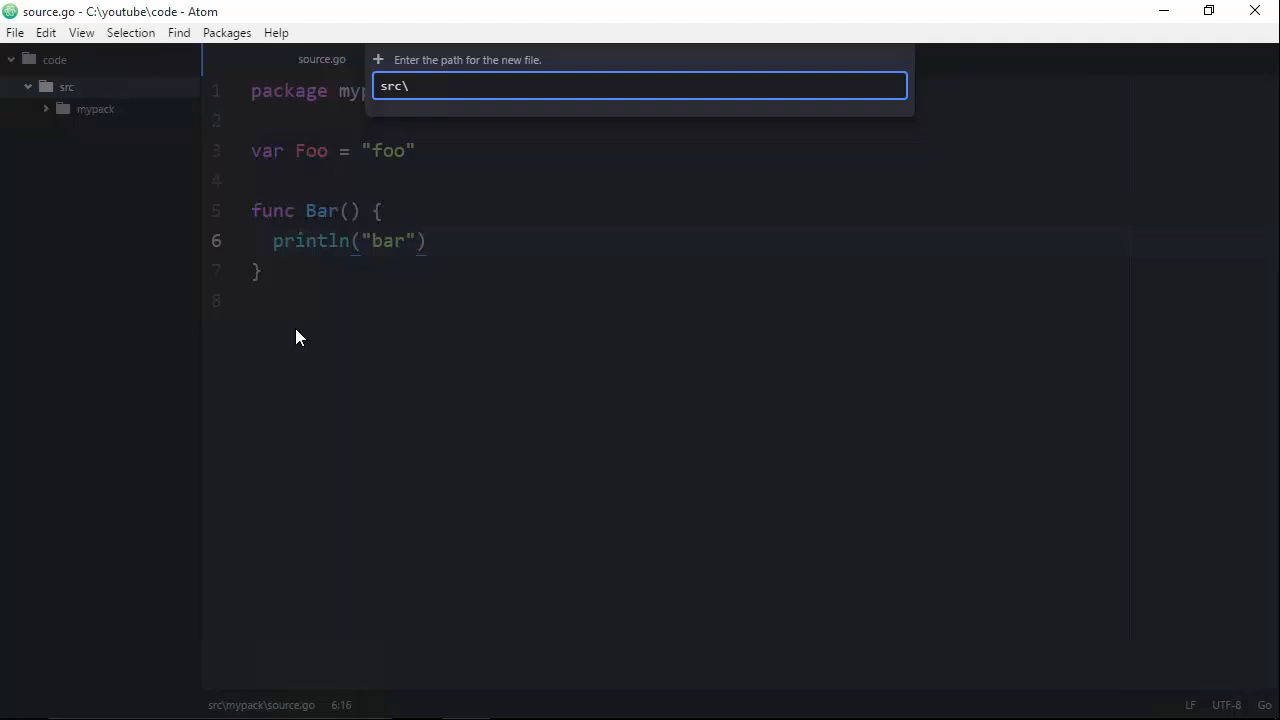 source.go - C:\youtube\code - Atom
File Edit View Selection Find Packages Help
code
src
mypack
source.go
Enter the path for the new file.
src\
1 package myp
2
3 var Foo = "foo"
4
5 func Bar() {
6 println("bar")
7 }
8
src\mypack\source.go 6:16 LF UTF-8 Go